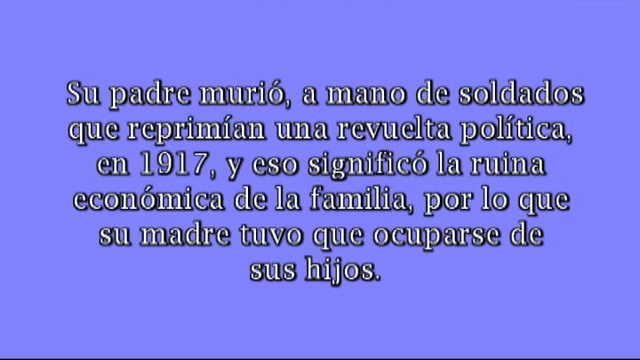 Su padre murió, a mano de soldados
que reprimían una revuelta política,
en 1917, y eso significó la ruina
económica de la familia, por lo que
su madre tuvo que ocuparse de
sus hijos.